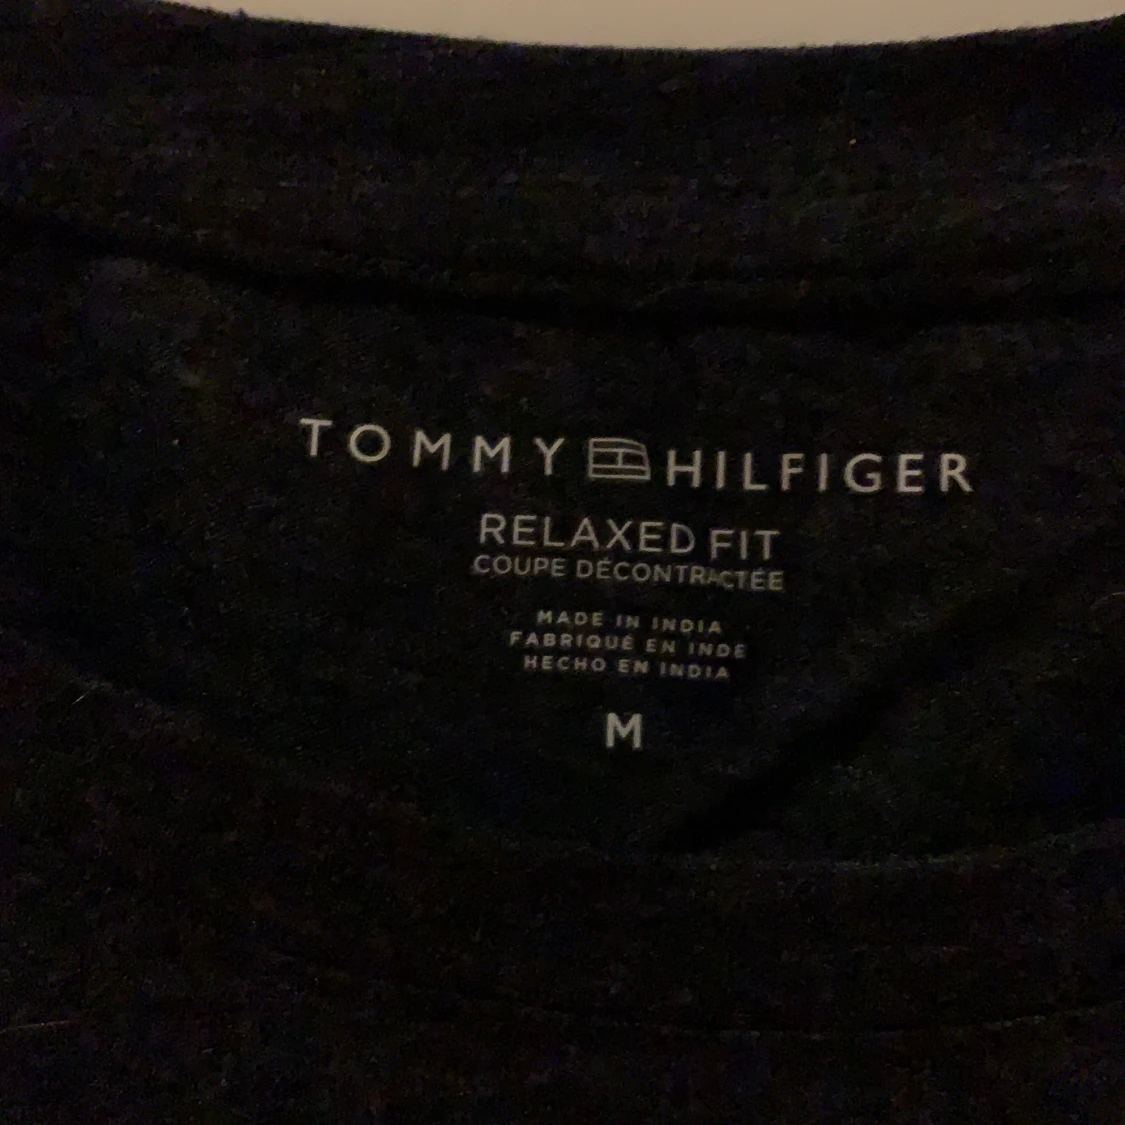 TOMMY HILFIGER
RELAXED FIT
COUPE DÉCONTRACTÉE
MADE IN INDIA
FABRIQUÉ EN INDE
HECHO EN INDIA
M